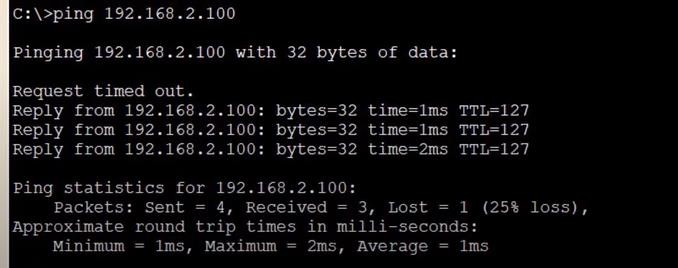 C:\>ping 192.168.2.100
Pinging 192.168.2.100 with 32 bytes of data:
Request timed out.
Reply from 192.168.2.100: bytes=32 time=1ms TTL=127
Reply from 192.168.2.100: bytes=32 time=1ms TTL=127
Reply from 192.168.2.100: bytes=32 time=2ms TTL=127
Ping statistics for 192.168.2.100:
    Packets: Sent = 4, Received = 3, Lost = 1 (25% loss),
Approximate round trip times in milli-seconds:
    Minimum = 1ms, Maximum = 2ms, Average = 1ms